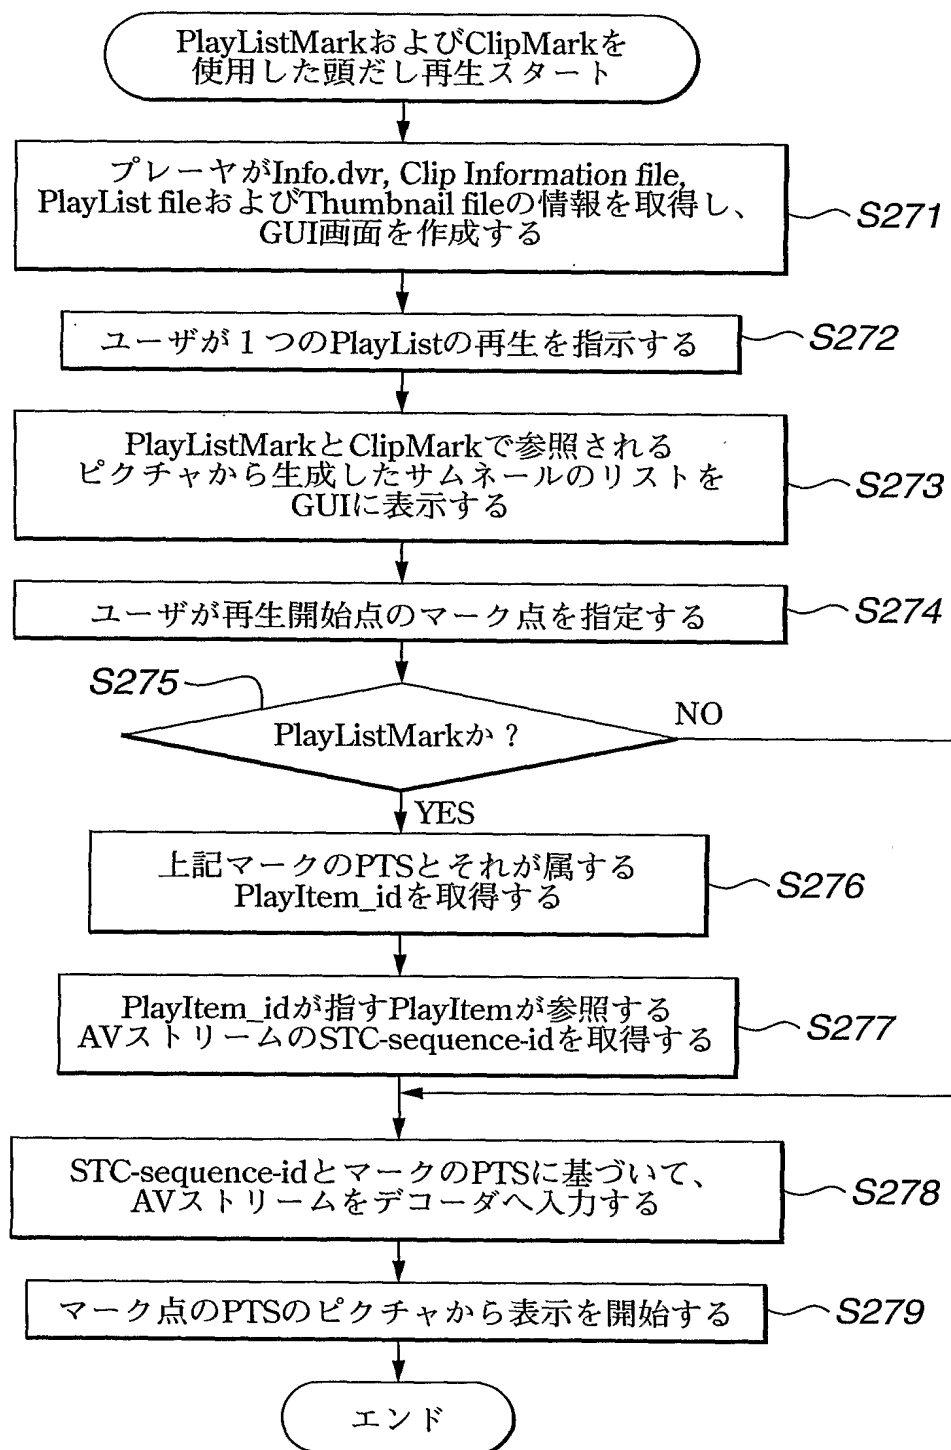 PlayListMarkおよびClipMarkを
使用した頭だし再生スタート
プレーヤがInfo.dvr, Clip Information file,
PlayList fileおよびThumbnail fileの情報を取得し、
GUI画面を作成する
S271
ユーザが1つのPlayListの再生を指示する
S272
PlayListMarkとClipMarkで参照される
ピクチャから生成したサムネールのリストを
GUIに表示する
S273
ユーザが再生開始点のマーク点を指定する
S274
S275
PlayListMarkか?
NO
YES
上記マークのPTSとそれが属する
PlayItem_idを取得する
S276
PlayItem_idが指すPlayItemが参照する
AVストリームのSTC-sequence-idを取得する
S277
STC-sequence-idとマークのPTSに基づいて、
AVストリームをデコーダへ入力する
S278
マーク点のPTSのピクチャから表示を開始する
S279
エンド